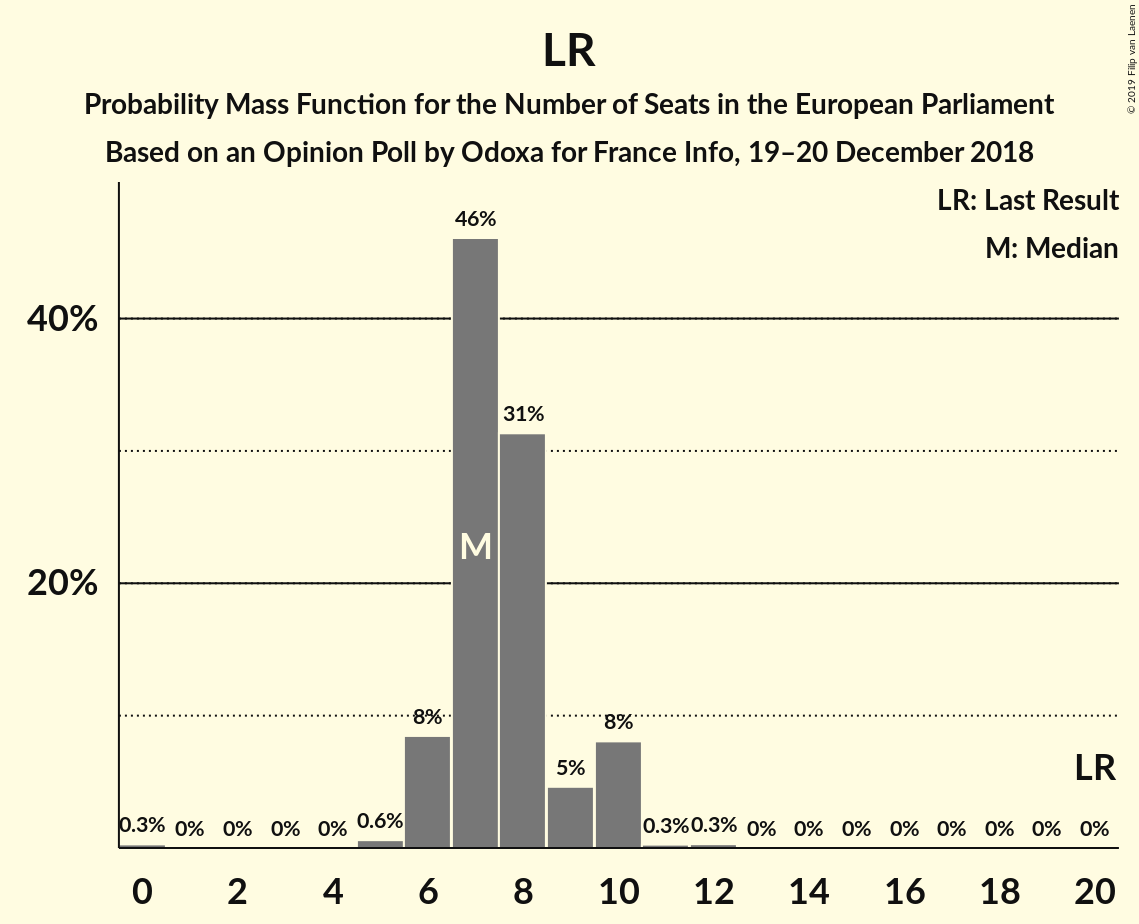 LR
Probability Mass Function for the Number of Seats in the European Parliament
Based on an Opinion Poll by Odoxa for France Info, 19–20 December 2018
© 2019 Filip van Laenen
LR: Last Result
M: Median
46%
40%
31%
M
20%
8%
8%
5%
LR
0.3% 0% 0% 0% 0% 0.6% 0.3% 0.3% 0% 0% 0% 0% 0% 0% 0% 0%
0 2 4 6 8 10 12 14 16 18 20